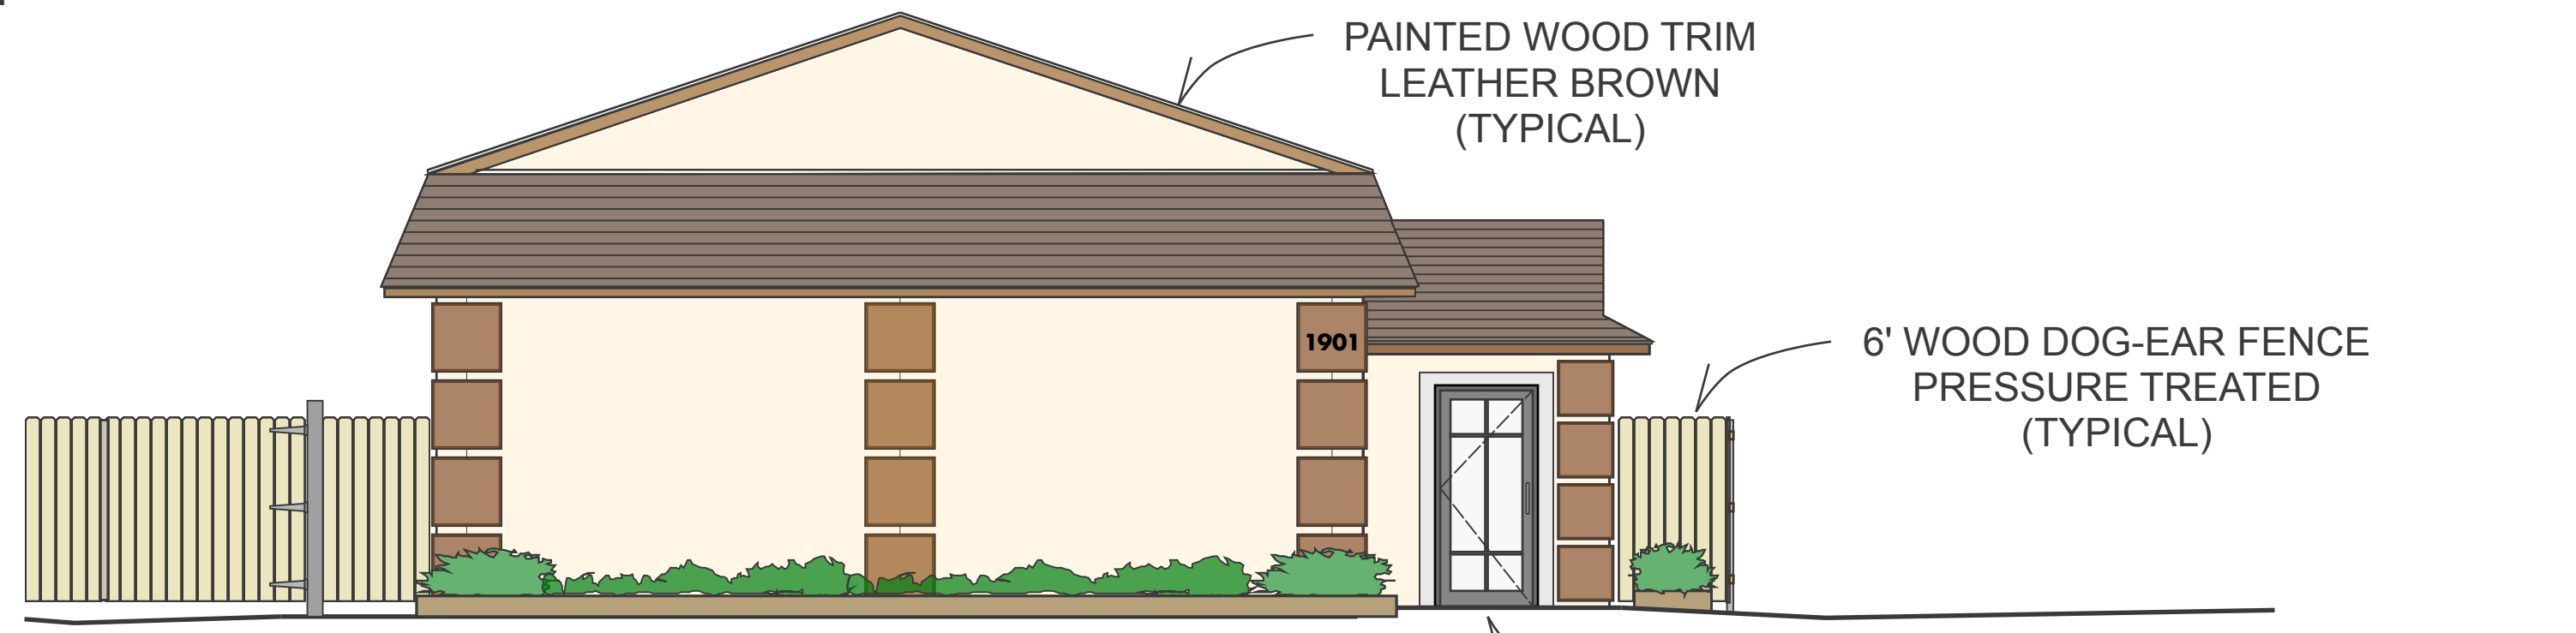 PAINTED WOOD TRIM
LEATHER BROWN
(TYPICAL)
1901
6' WOOD DOG-EAR FENCE
PRESSURE TREATED
(TYPICAL)